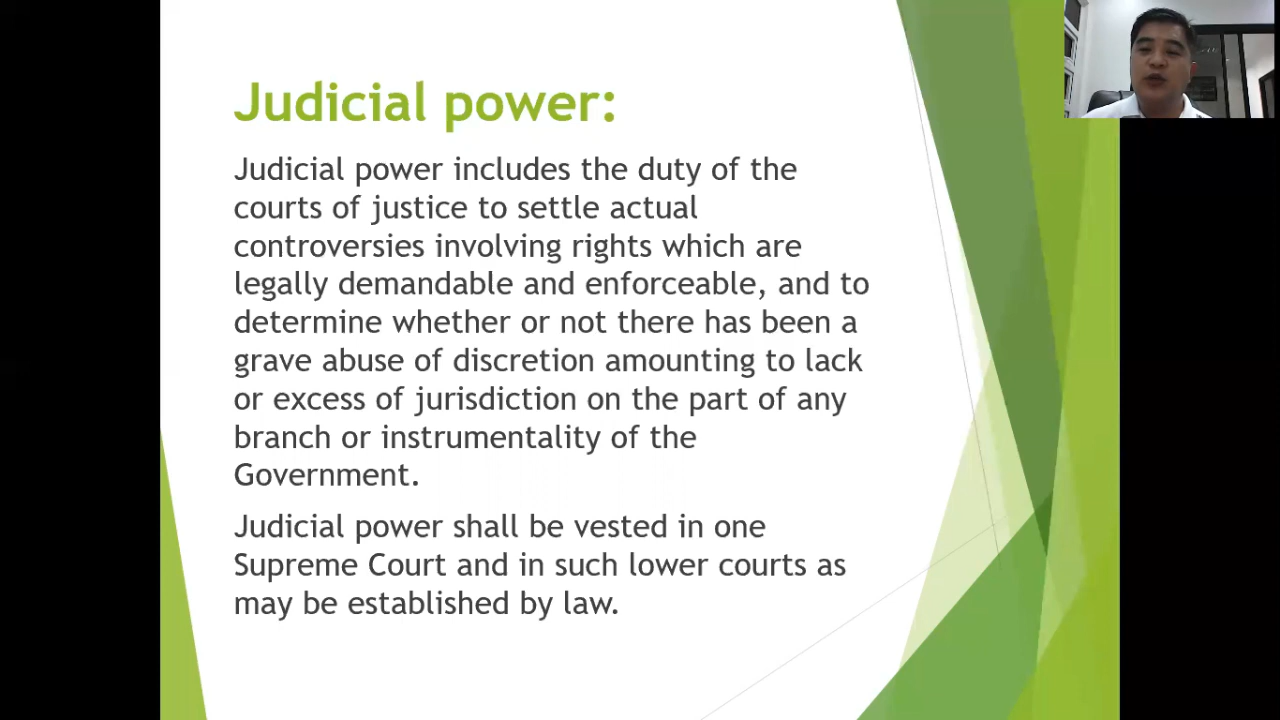 Judicial power:
Judicial power includes the duty of the
courts of justice to settle actual
controversies involving rights which are
legally demandable and enforceable, and to
determine whether or not there has been a
grave abuse of discretion amounting to lack
or excess of jurisdiction on the part of any
branch or instrumentality of the
Government.
Judicial power shall be vested in one
Supreme Court and in such lower courts as
may be established by law.